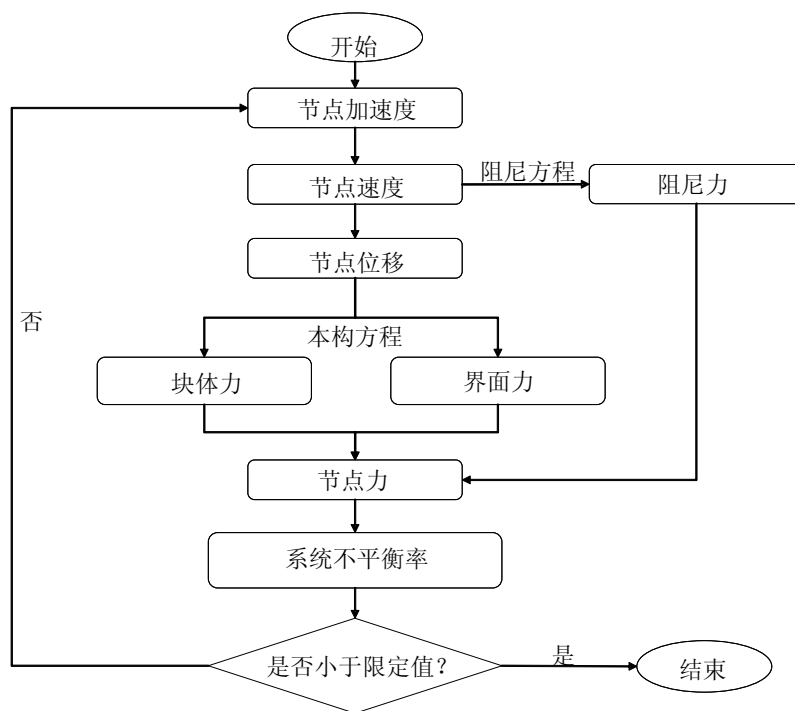 开始
节点加速度
节点速度
阻尼方程
阻尼力
节点位移
否
本构方程
块体力
界面力
节点力
系统不平衡率
是否小于限定值?
是
结束